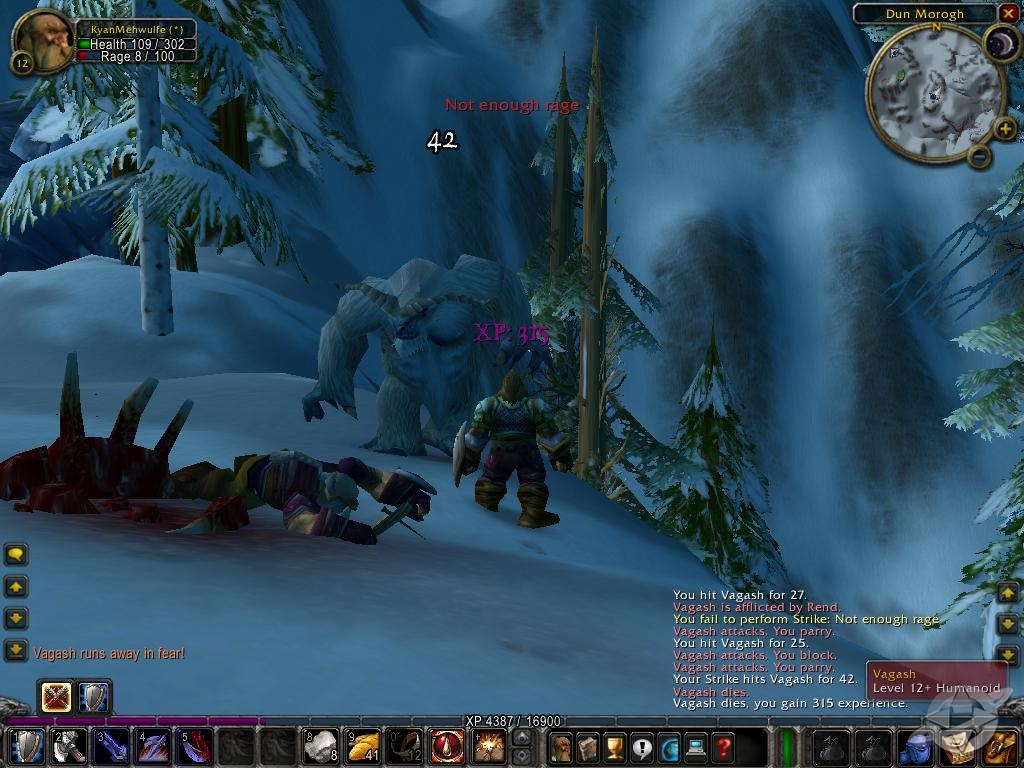 KyanMehwulfe (*)
Health 109 / 302
Rage 8 / 100
12
Dun Morogh
N
Not enough rage
42
XP: 315
You hit Vagash for 27.
Vagash is afflicted by Rend.
You fail to perform Strike: Not enough rage
Vagash attacks. You parry.
You hit Vagash for 25.
Vagash attacks. You block.
Vagash attacks. You parry.
Your Strike hits Vagash for 42.
Vagash dies.
Vagash dies, you gain 315 experience.
Vagash runs away in fear!
Vagash
Level 12+ Humanoid
XP 4387 / 16900
1 2 3 4 5 8 8 9 41 0 12 - +